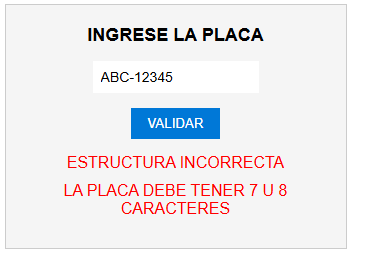 INGRESE LA PLACA
ABC-12345
VALIDAR
ESTRUCTURA INCORRECTA
LA PLACA DEBE TENER 7 U 8
CARACTERES